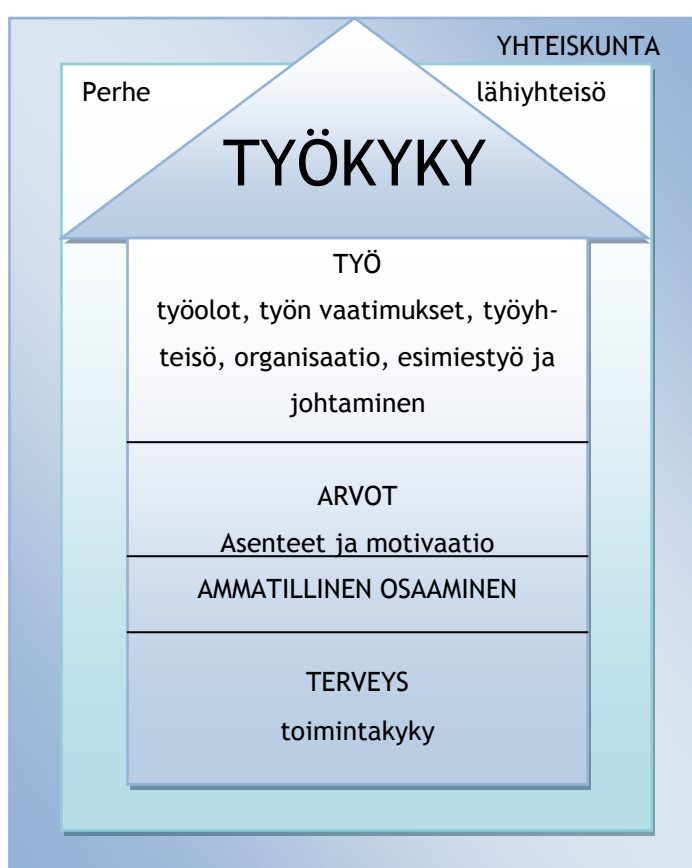 YHTEISKUNTA
Perhe lähiyhteisö
TYÖKYKY
TYÖ
työolot, työn vaatimukset, työyh-
teisö, organisaatio, esimiestyö ja
johtaminen
ARVOT
Asenteet ja motivaatio
AMMATILLINEN OSAAMINEN
TERVEYS
toimintakyky